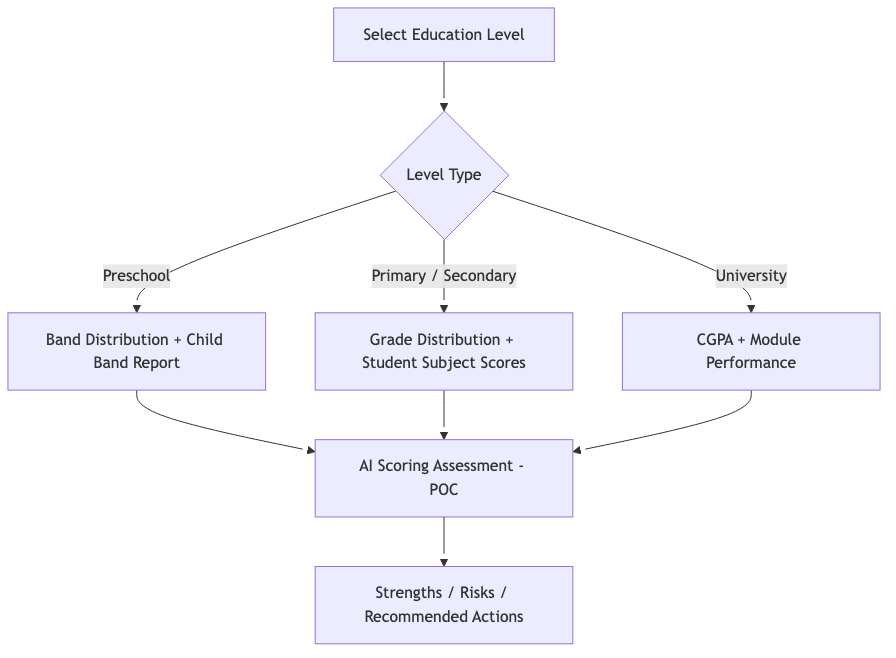 Select Education Level
Level Type
Preschool
Primary / Secondary
University
Band Distribution + Child
Band Report
Grade Distribution +
Student Subject Scores
CGPA + Module
Performance
AI Scoring Assessment -
POC
Strengths / Risks /
Recommended Actions